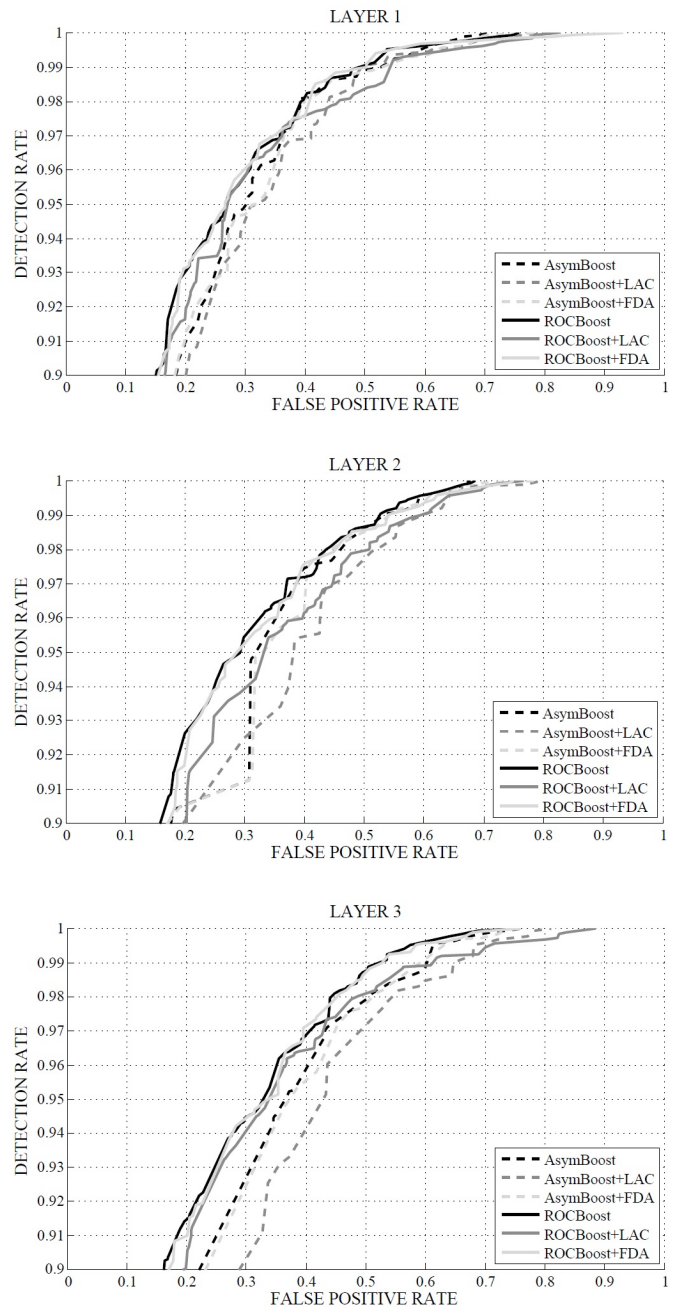 LAYER 1
1
0.99
0.98
0.97
0.96
0.95
0.94
0.93
0.92
0.91
0.9
DETECTION RATE
AsymBoost
AsymBoost+LAC
AsymBoost+FDA
ROCBoost
ROCBoost+LAC
ROCBoost+FDA
0 0.1 0.2 0.3 0.4 0.5 0.6 0.7 0.8 0.9 1
FALSE POSITIVE RATE
LAYER 2
1
0.99
0.98
0.97
0.96
0.95
0.94
0.93
0.92
0.91
0.9
DETECTION RATE
AsymBoost
AsymBoost+LAC
AsymBoost+FDA
ROCBoost
ROCBoost+LAC
ROCBoost+FDA
0 0.1 0.2 0.3 0.4 0.5 0.6 0.7 0.8 0.9 1
FALSE POSITIVE RATE
LAYER 3
1
0.99
0.98
0.97
0.96
0.95
0.94
0.93
0.92
0.91
0.9
DETECTION RATE
AsymBoost
AsymBoost+LAC
AsymBoost+FDA
ROCBoost
ROCBoost+LAC
ROCBoost+FDA
0 0.1 0.2 0.3 0.4 0.5 0.6 0.7 0.8 0.9 1
FALSE POSITIVE RATE